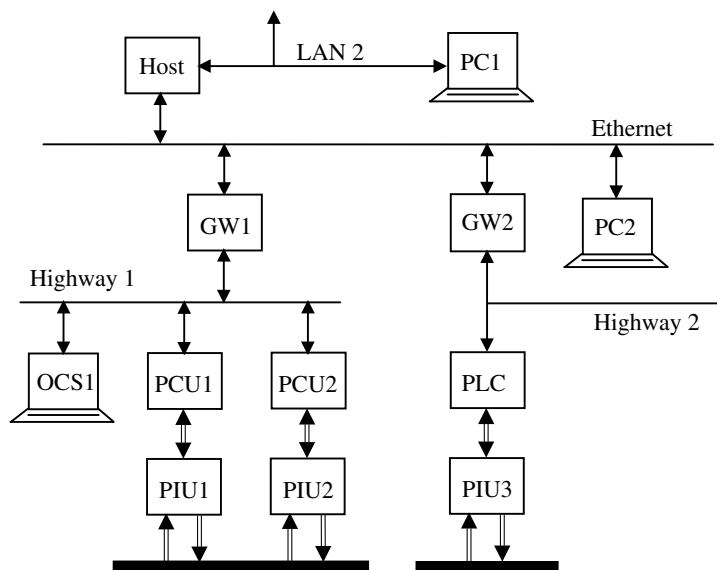 Host
LAN 2
PC1
Ethernet
GW1
GW2
PC2
Highway 1
Highway 2
OCS1
PCU1
PCU2
PLC
PIU1
PIU2
PIU3